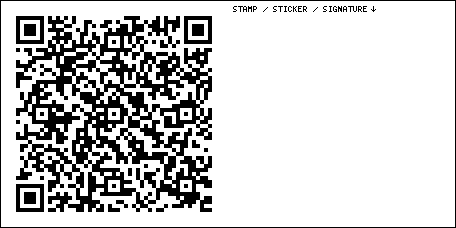 STAMP / STICKER / SIGNATURE ↓